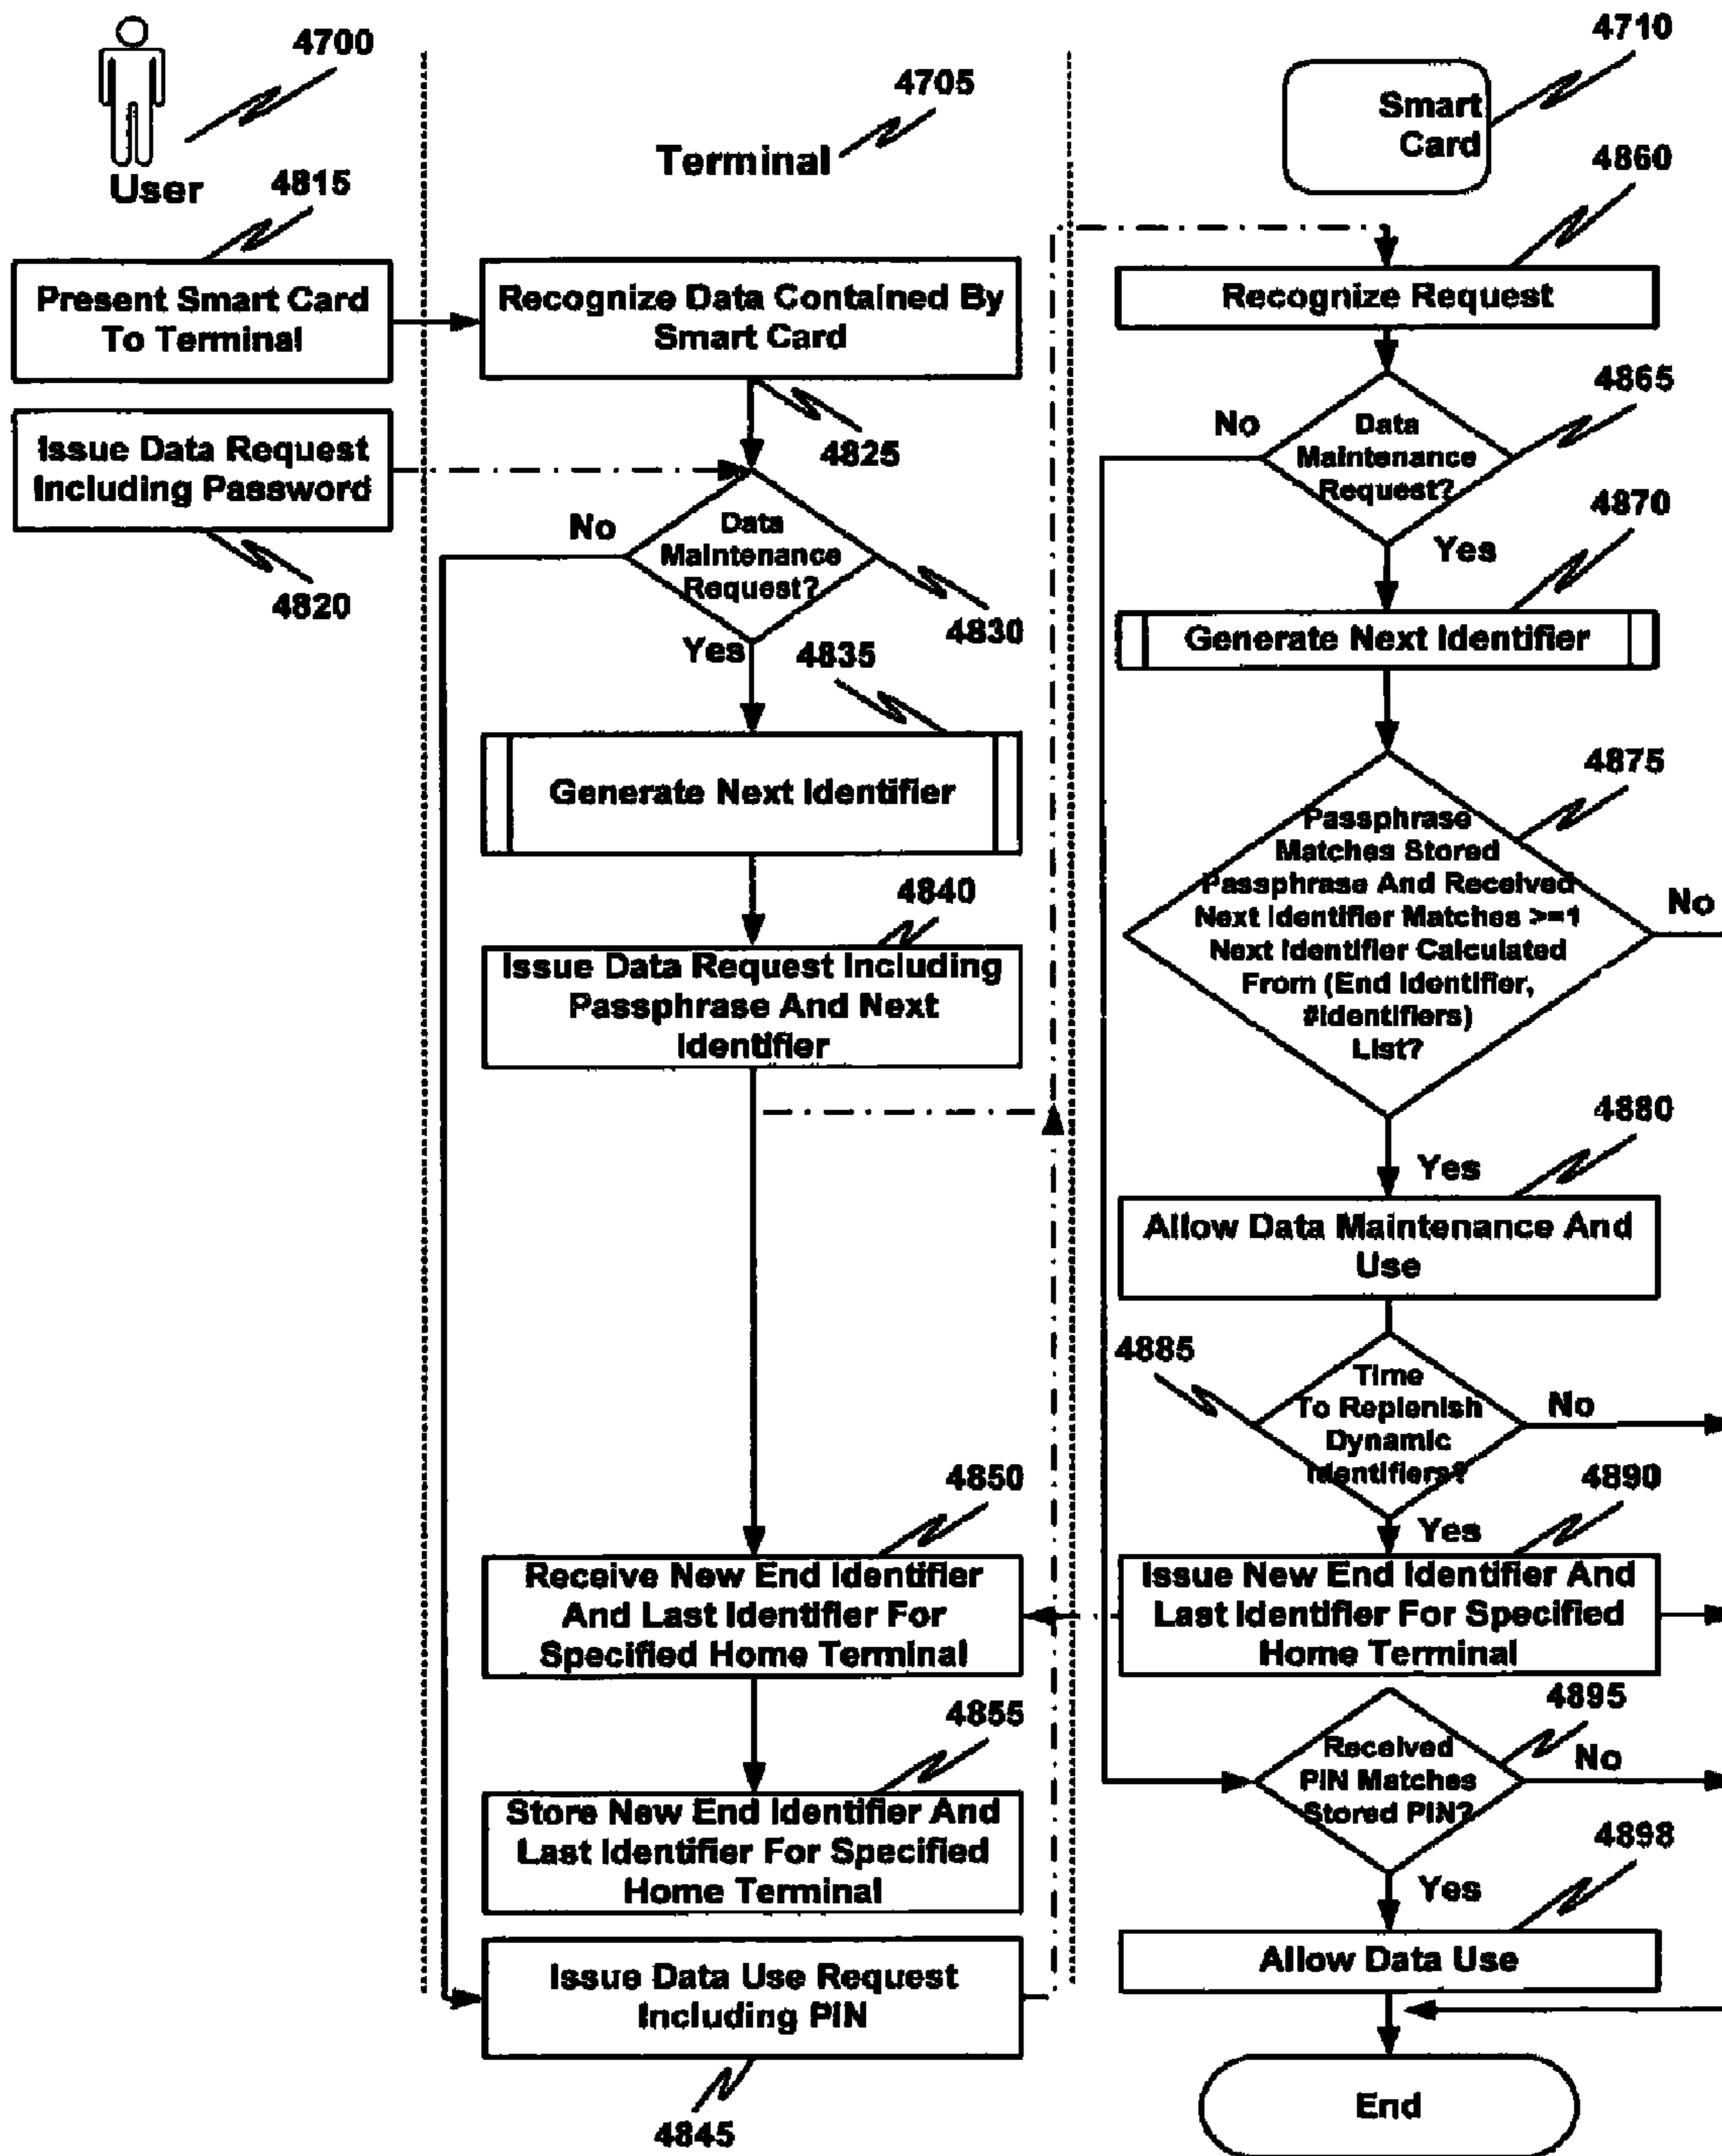 4700
User
4815
Present Smart Card
To Terminal
Issue Data Request
Including Password
4820
4705
Terminal
Recognize Data Contained By
Smart Card
4825
No
Data
Maintenance
Request?
4830
Yes
4835
Generate Next Identifier
4840
Issue Data Request Including
Passphrase And Next
Identifier
4850
Receive New End Identifier
And Last Identifier For
Specified Home Terminal
4855
Store New End Identifier And
Last Identifier For Specified
Home Terminal
Issue Data Use Request
Including PIN
4845
4710
Smart
Card
4860
Recognize Request
4865
No
Data
Maintenance
Request?
4870
Yes
Generate Next Identifier
4875
Passphrase
Matches Stored
Passphrase And Received
Next Identifier Matches >=1
Next Identifier Calculated
From (End Identifier,
#Identifiers)
List?
No
4880
Yes
Allow Data Maintenance And
Use
4885
Time
To Replenish
Dynamic
Identifiers?
No
4890
Yes
Issue New End Identifier And
Last Identifier For Specified
Home Terminal
4895
Received
PIN Matches
Stored PIN?
No
4898
Yes
Allow Data Use
End